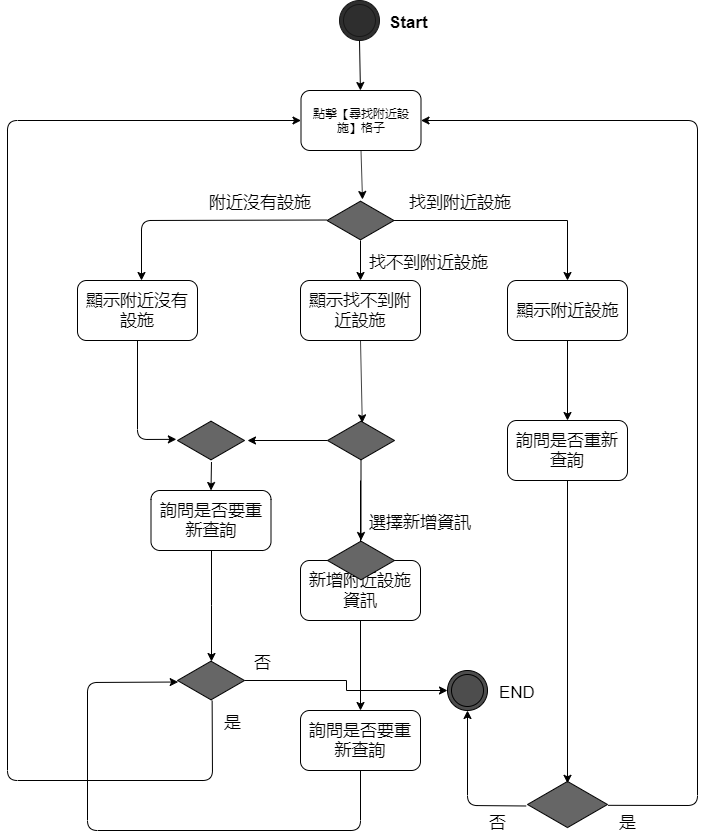 Start
點擊【尋找附近設
施】格子
附近沒有設施
找到附近設施
找不到附近設施
顯示附近沒有
設施
顯示找不到附
近設施
顯示附近設施
詢問是否重新
查詢
詢問是否要重
新查詢
選擇新增資訊
新增附近設施
資訊
否
是
END
詢問是否要重
新查詢
否
是